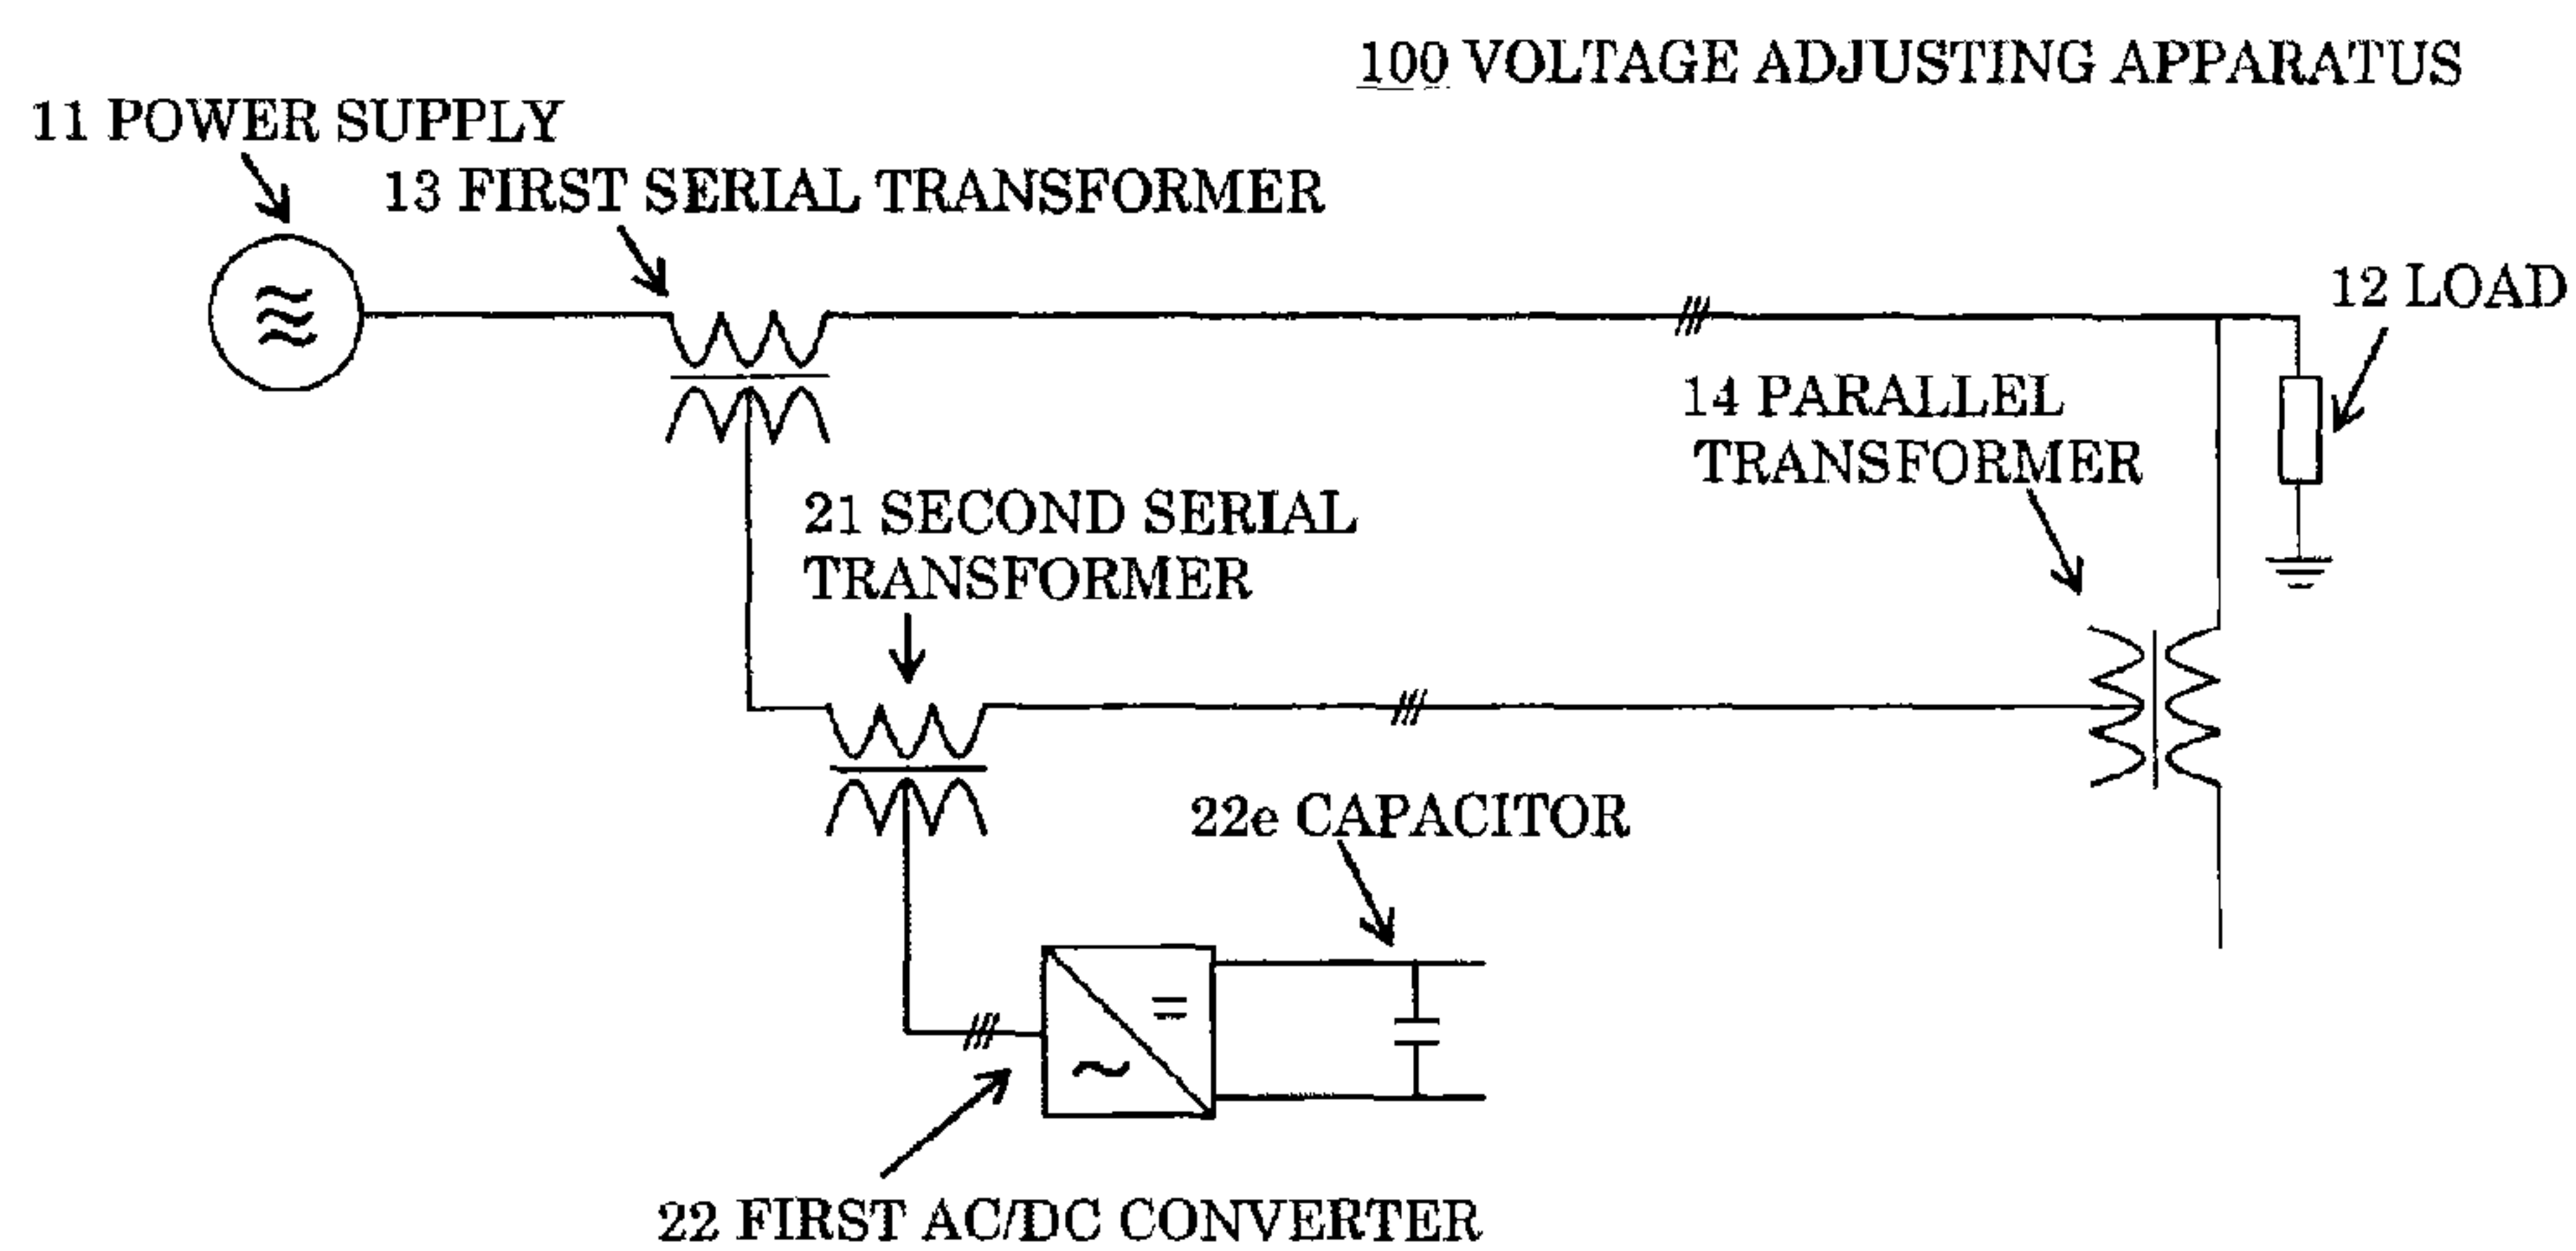 100 VOLTAGE ADJUSTING APPARATUS
11 POWER SUPPLY
13 FIRST SERIAL TRANSFORMER
12 LOAD
14 PARALLEL
TRANSFORMER
21 SECOND SERIAL
TRANSFORMER
22e CAPACITOR
22 FIRST AC/DC CONVERTER